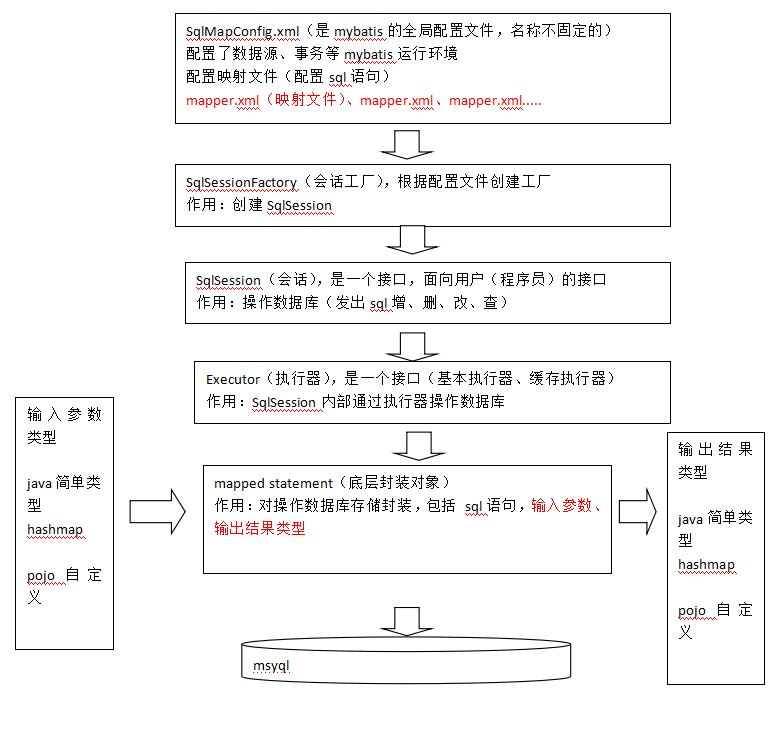 SqlMapConfig.xml（是 mybatis 的全局配置文件，名称不固定的）
配置了数据源、事务等 mybatis 运行环境
配置映射文件（配置 sql 语句）
mapper.xml（映射文件）、mapper.xml、mapper.xml.....
SqlSessionFactory（会话工厂），根据配置文件创建工厂
作用：创建 SqlSession
SqlSession（会话），是一个接口，面向用户（程序员）的接口
作用：操作数据库（发出 sql 增、删、改、查）
Executor（执行器），是一个接口（基本执行器、缓存执行器）
作用：SqlSession 内部通过执行器操作数据库
输入参数
类型
java 简单类
型
hashmap
pojo 自定
义
mapped statement（底层封装对象）
作用：对操作数据库存储封装，包括 sql 语句，输入参数、
输出结果类型
输出结果
类型
java 简单类
型
hashmap
pojo 自定
义
msyql